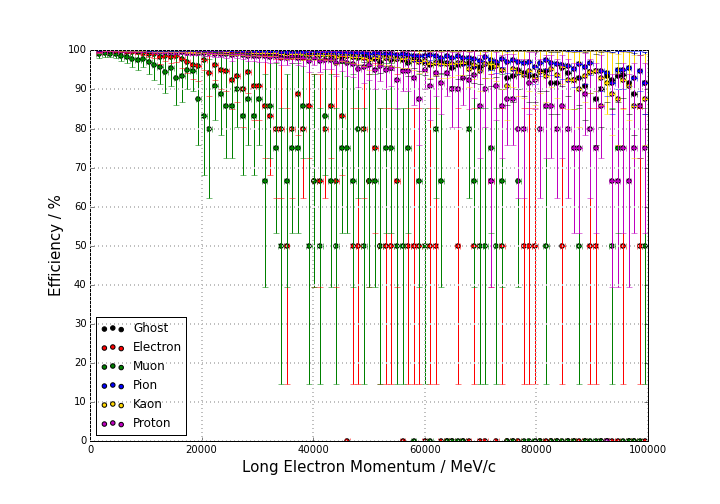 100
90
80
70
60
50
40
30
20
10
0
Efficiency / %
Ghost
Electron
Muon
Pion
Kaon
Proton
0 20000 40000 60000 80000 100000
Long Electron Momentum / MeV/c